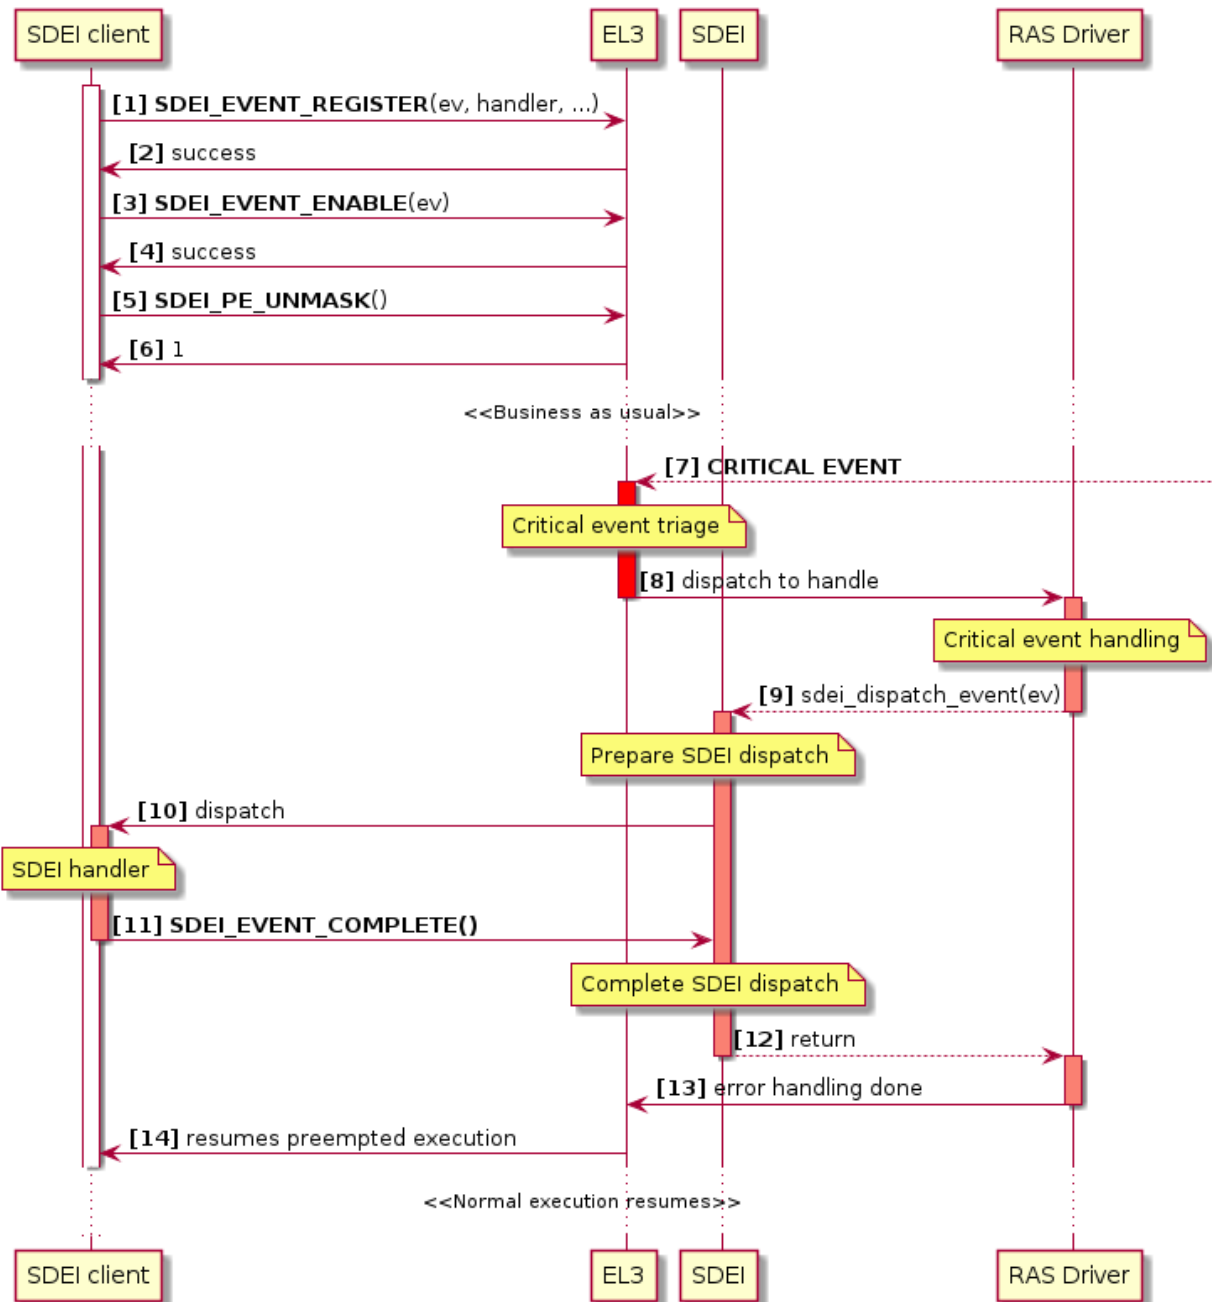 SDEI client EL3 SDEI RAS Driver
[1] SDEI_EVENT_REGISTER(ev, handler, ...)
[2] success
[3] SDEI_EVENT_ENABLE(ev)
[4] success
[5] SDEI_PE_UNMASK()
[6] 1
<<Business as usual>>
[7] CRITICAL EVENT
Critical event triage
[8] dispatch to handle
Critical event handling
[9] sdei_dispatch_event(ev)
Prepare SDEI dispatch
[10] dispatch
SDEI handler
[11] SDEI_EVENT_COMPLETE()
Complete SDEI dispatch
[12] return
[13] error handling done
[14] resumes preempted execution
<<Normal execution resumes>>
SDEI client EL3 SDEI RAS Driver